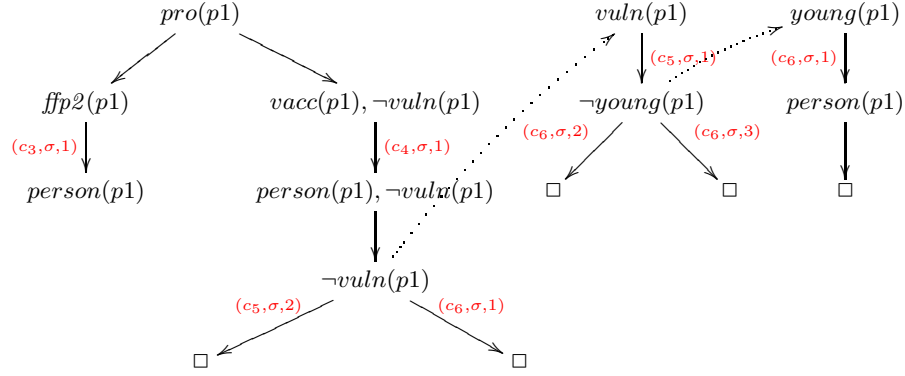 pro(p1) vuln(p1) young(p1)
(c₅,σ,1) (c₆,σ,1)
ffp2(p1) vacc(p1), ¬vuln(p1) ¬young(p1) person(p1)
(c₃,σ,1) (c₄,σ,1) (c₆,σ,2) (c₆,σ,3)
person(p1) person(p1), ¬vuln(p1) □ □ □
¬vuln(p1)
(c₅,σ,2) (c₆,σ,1)
□ □